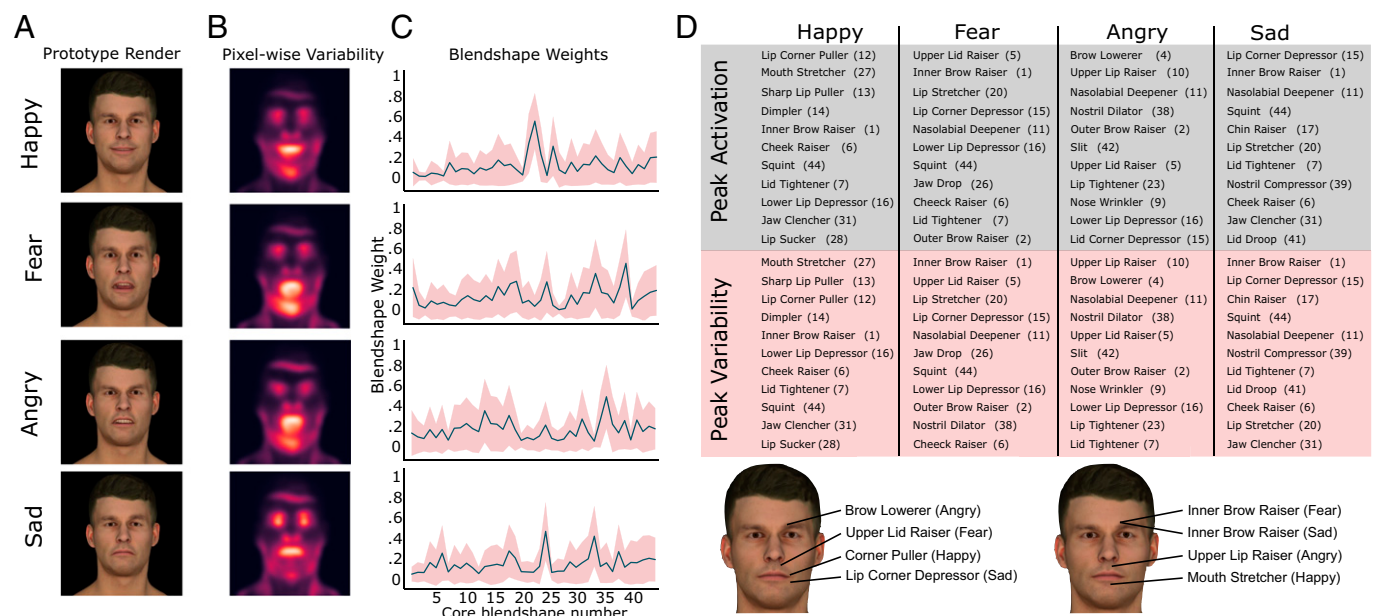 A
Prototype Render
Happy
Fear
Angry
Sad
B
Pixel-wise Variability
C
Blendshape Weights
Blendshape Weight
1
.8
.6
.4
.2
0
1
.8
.6
.4
.2
0
1
.8
.6
.4
.2
0
1
.8
.6
.4
.2
0
5 10 15 20 25 30 35 40
Core blendshape number
D
Happy Fear Angry Sad
Peak Activation
Lip Corner Puller (12) Upper Lid Raiser (5) Brow Lowerer (4) Lip Corner Depressor (15)
Mouth Stretcher (27) Inner Brow Raiser (1) Upper Lip Raiser (10) Inner Brow Raiser (1)
Sharp Lip Puller (13) Lip Stretcher (20) Nasolabial Deepener (11) Nasolabial Deepener (11)
Dimpler (14) Lip Corner Depressor (15) Nostril Dilator (38) Squint (44)
Inner Brow Raiser (1) Nasolabial Deepener (11) Outer Brow Raiser (2) Chin Raiser (17)
Cheek Raiser (6) Lower Lip Depressor (16) Slit (42) Lip Stretcher (20)
Squint (44) Squint (44) Upper Lid Raiser (5) Lid Tightener (7)
Lid Tightener (7) Jaw Drop (26) Lip Tightener (23) Nostril Compressor (39)
Lower Lip Depressor (16) Cheeck Raiser (6) Nose Wrinkler (9) Cheek Raiser (6)
Jaw Clencher (31) Lid Tightener (7) Lower Lip Depressor (16) Jaw Clencher (31)
Lip Sucker (28) Outer Brow Raiser (2) Lid Corner Depressor (15) Lid Droop (41)
Peak Variability
Mouth Stretcher (27) Inner Brow Raiser (1) Upper Lip Raiser (10) Inner Brow Raiser (1)
Sharp Lip Puller (13) Upper Lid Raiser (5) Brow Lowerer (4) Lip Corner Depressor (15)
Lip Corner Puller (12) Lip Stretcher (20) Nasolabial Deepener (11) Chin Raiser (17)
Dimpler (14) Lip Corner Depressor (15) Nostril Dilator (38) Squint (44)
Inner Brow Raiser (1) Nasolabial Deepener (11) Upper Lid Raiser(5) Nasolabial Deepener (11)
Lower Lip Depressor (16) Jaw Drop (26) Slit (42) Nostril Compressor (39)
Cheek Raiser (6) Squint (44) Outer Brow Raiser (2) Lid Tightener (7)
Lid Tightener (7) Lower Lip Depressor (16) Nose Wrinkler (9) Lid Droop (41)
Squint (44) Outer Brow Raiser (2) Lower Lip Depressor (16) Cheek Raiser (6)
Jaw Clencher (31) Nostril Dilator (38) Lip Tightener (23) Lip Stretcher (20)
Lip Sucker (28) Cheeck Raiser (6) Lid Tightener (7) Jaw Clencher (31)
Brow Lowerer (Angry)
Upper Lid Raiser (Fear)
Corner Puller (Happy)
Lip Corner Depressor (Sad)
Inner Brow Raiser (Fear)
Inner Brow Raiser (Sad)
Upper Lip Raiser (Angry)
Mouth Stretcher (Happy)